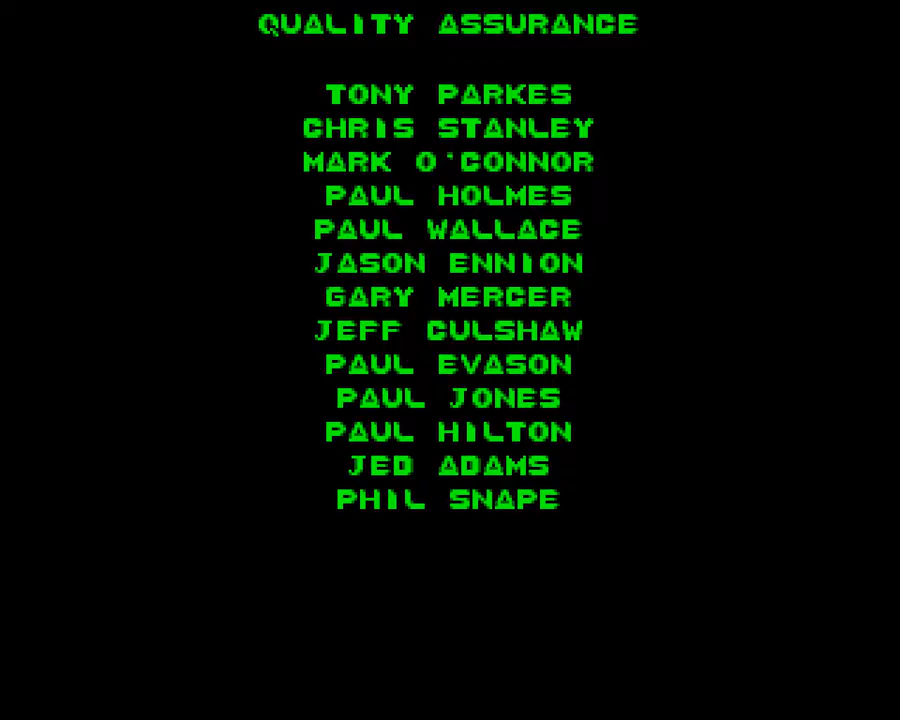 QUALITY ASSURANCE
TONY PARKES
CHRIS STANLEY
MARK O'CONNOR
PAUL HOLMES
PAUL WALLACE
JASON ENNION
GARY MERCER
JEFF CULSHAW
PAUL EVASON
PAUL JONES
PAUL HILTON
JED ADAMS
PHIL SNAPE